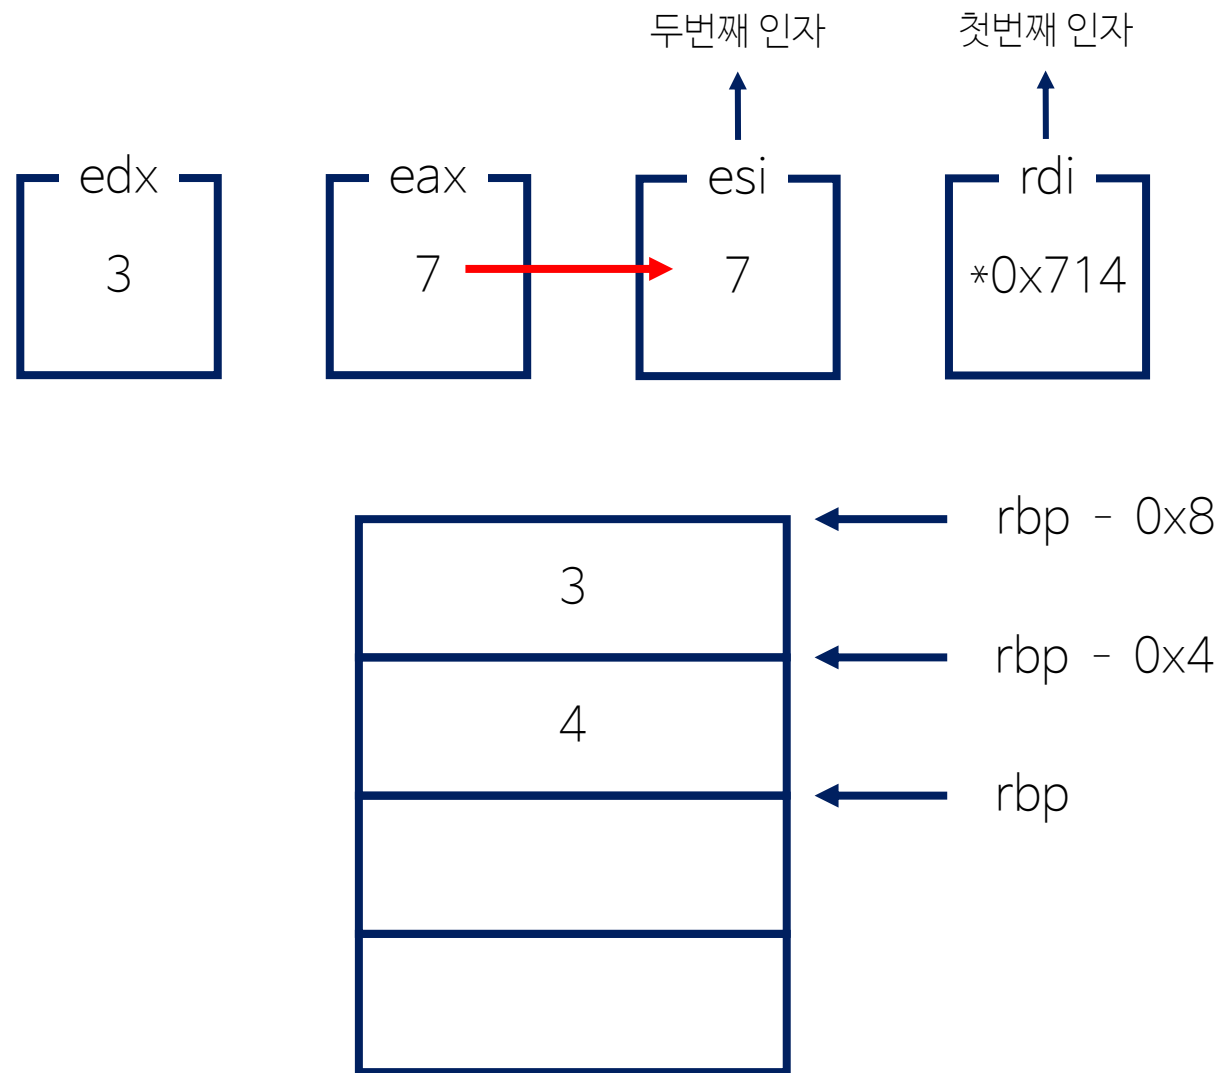 두번째 인자 첫번째 인자
edx eax esi rdi
3 7 7 *0x714
rbp - 0x8
3
rbp - 0x4
4
rbp